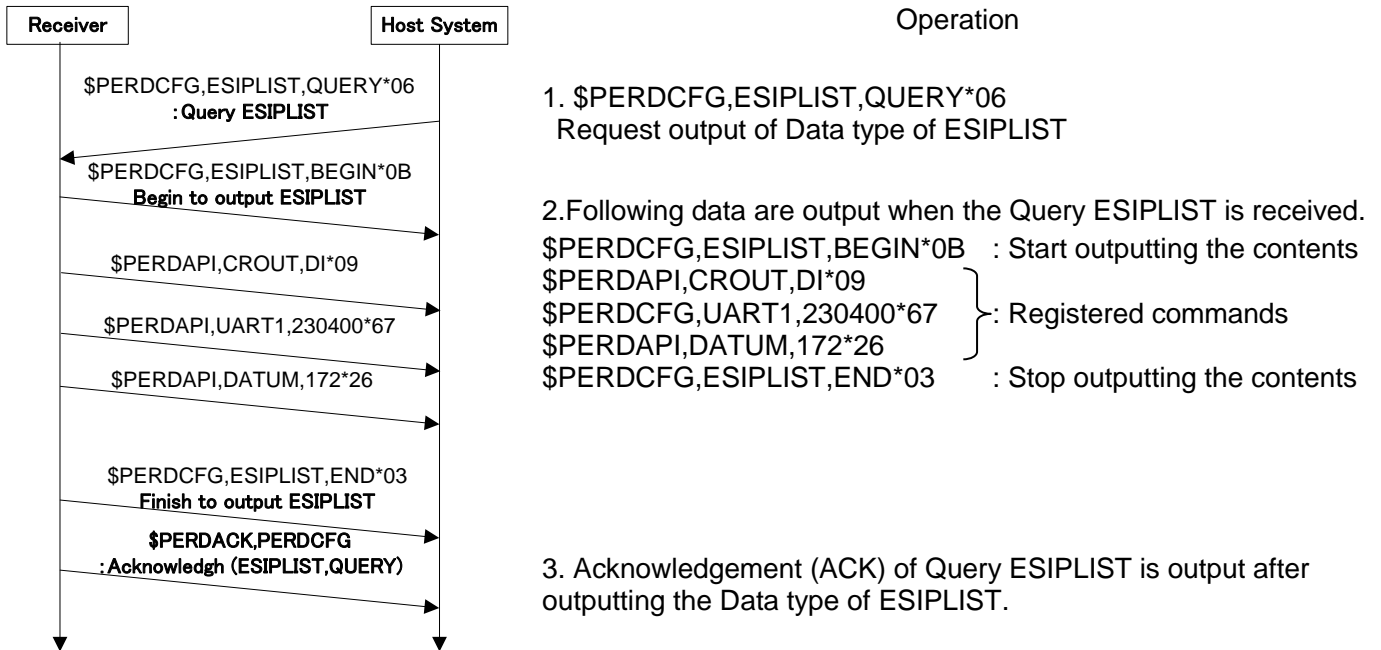 Receiver
Host System
$PERDCFG,ESIPLIST,QUERY*06
:Query ESIPLIST
$PERDCFG,ESIPLIST,BEGIN*0B
Begin to output ESIPLIST
$PERDAPI,CROUT,DI*09
$PERDAPI,UART1,230400*67
$PERDAPI,DATUM,172*26
$PERDCFG,ESIPLIST,END*03
Finish to output ESIPLIST
$PERDACK,PERDCFG
:Acknowledgh (ESIPLIST,QUERY)
Operation
1. $PERDCFG,ESIPLIST,QUERY*06
Request output of Data type of ESIPLIST
2.Following data are output when the Query ESIPLIST is received.
$PERDCFG,ESIPLIST,BEGIN*0B : Start outputting the contents
$PERDAPI,CROUT,DI*09
$PERDCFG,UART1,230400*67 : Registered commands
$PERDAPI,DATUM,172*26
$PERDCFG,ESIPLIST,END*03 : Stop outputting the contents
3. Acknowledgement (ACK) of Query ESIPLIST is output after
outputting the Data type of ESIPLIST.